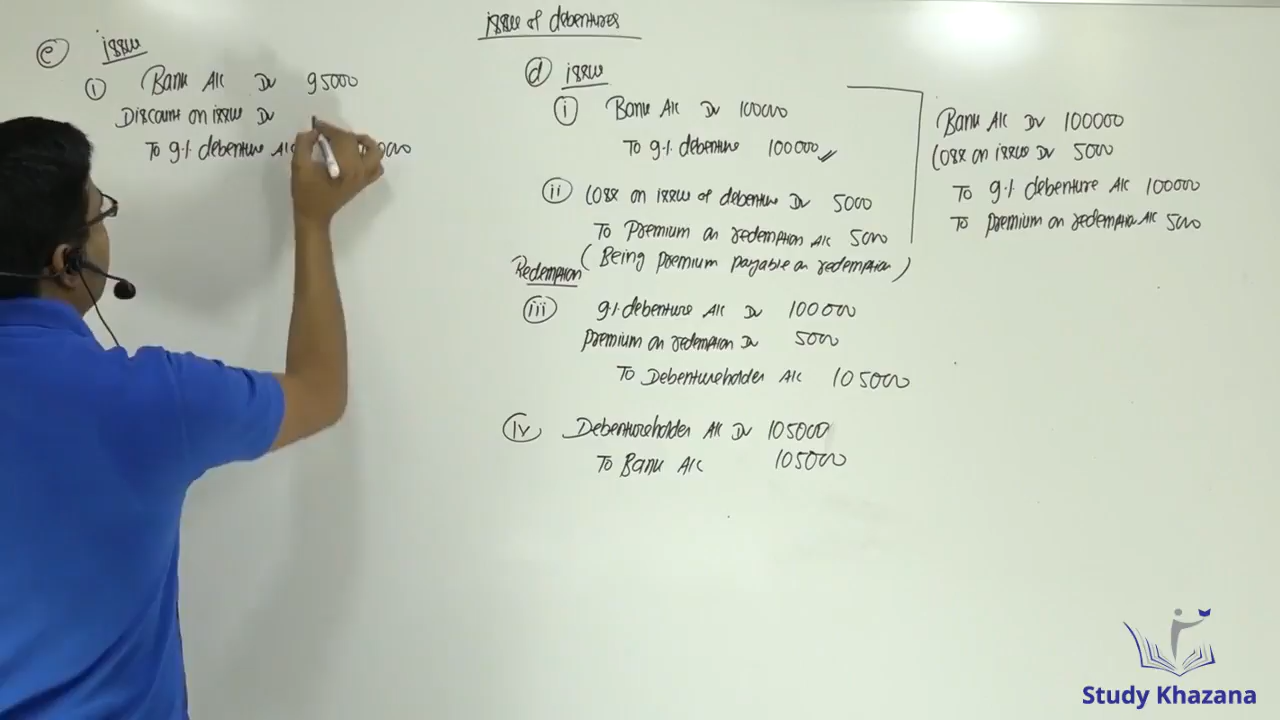 issue of debentures
e issue
i Bank A/C Dr 95000
Discount on issue Dr
To 9% debenture A/C
d issue
i Bank A/C Dr 100000
To 9% debenture 100000
ii Loss on issue of debenture Dr 5000
To Premium on redemption A/C 5000
(Being premium payable on redemption)
Redemption
iii 9% debenture A/C Dr 100000
Premium on redemption Dr 5000
To Debentureholder A/C 105000
iv Debentureholder A/C Dr 105000
To Bank A/C 105000
Bank A/C Dr 100000
Loss on issue Dr 5000
To 9% debenture A/C 100000
To premium on redemption A/C 5000
Study Khazana